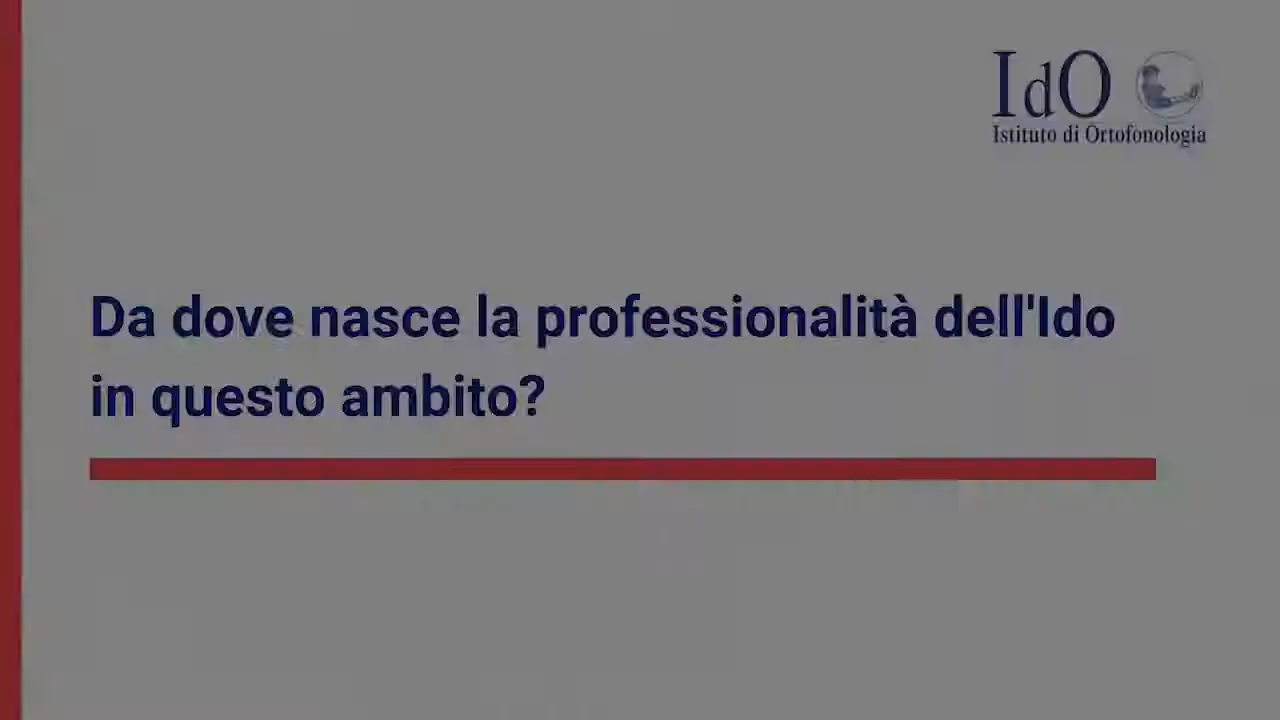 IdO
Istituto di Ortofonologia
Da dove nasce la professionalità dell'Ido
in questo ambito?